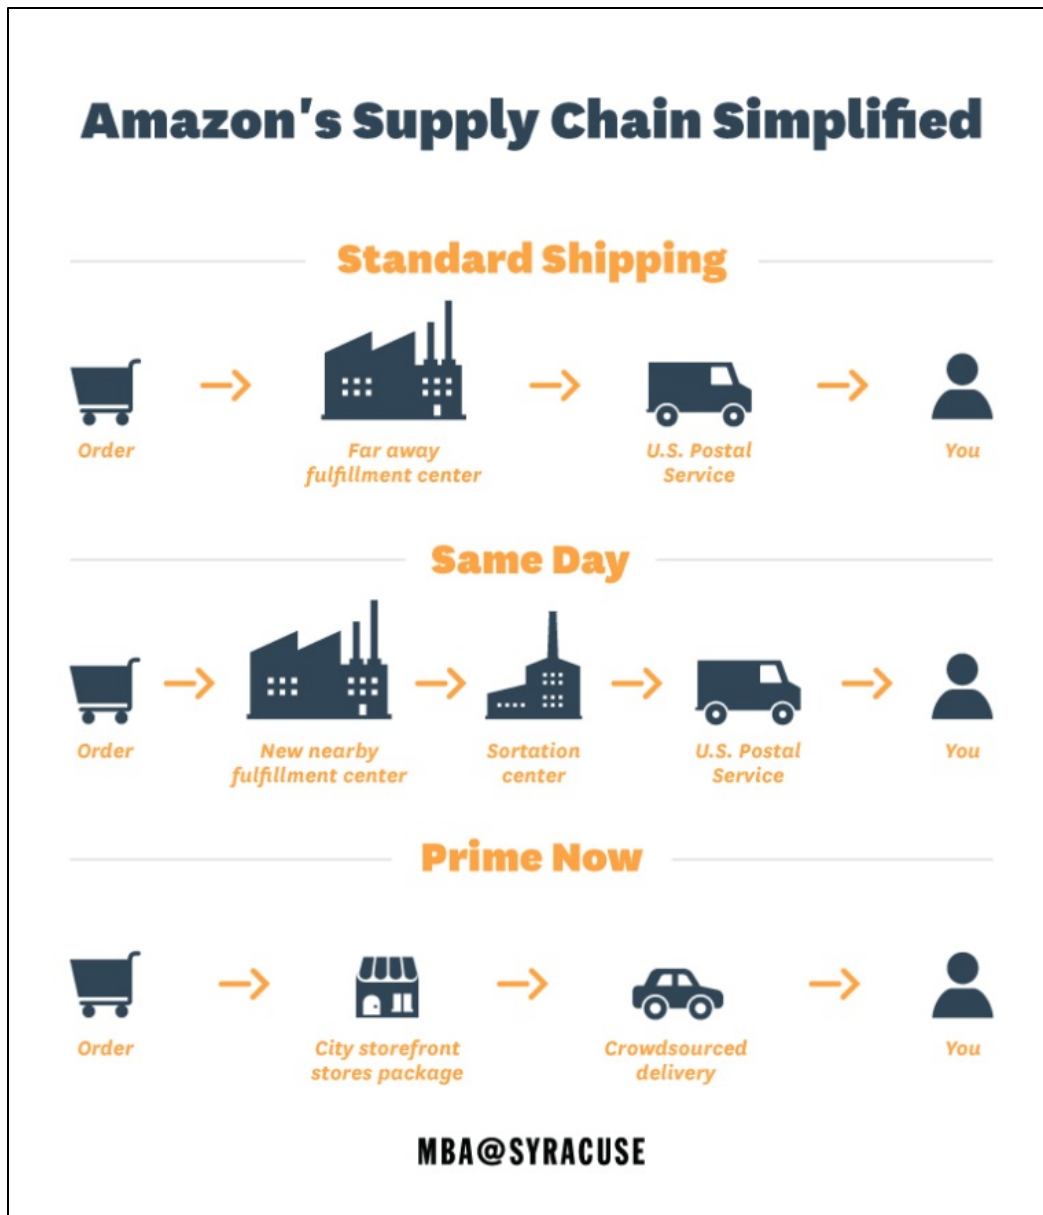 Amazon's Supply Chain Simplified
Standard Shipping
Order
Far away
fulfillment center
U.S. Postal
Service
You
Same Day
Order
New nearby
fulfillment center
Sortation
center
U.S. Postal
Service
You
Prime Now
Order
City storefront
stores package
Crowdsourced
delivery
You
MBA@SYRACUSE